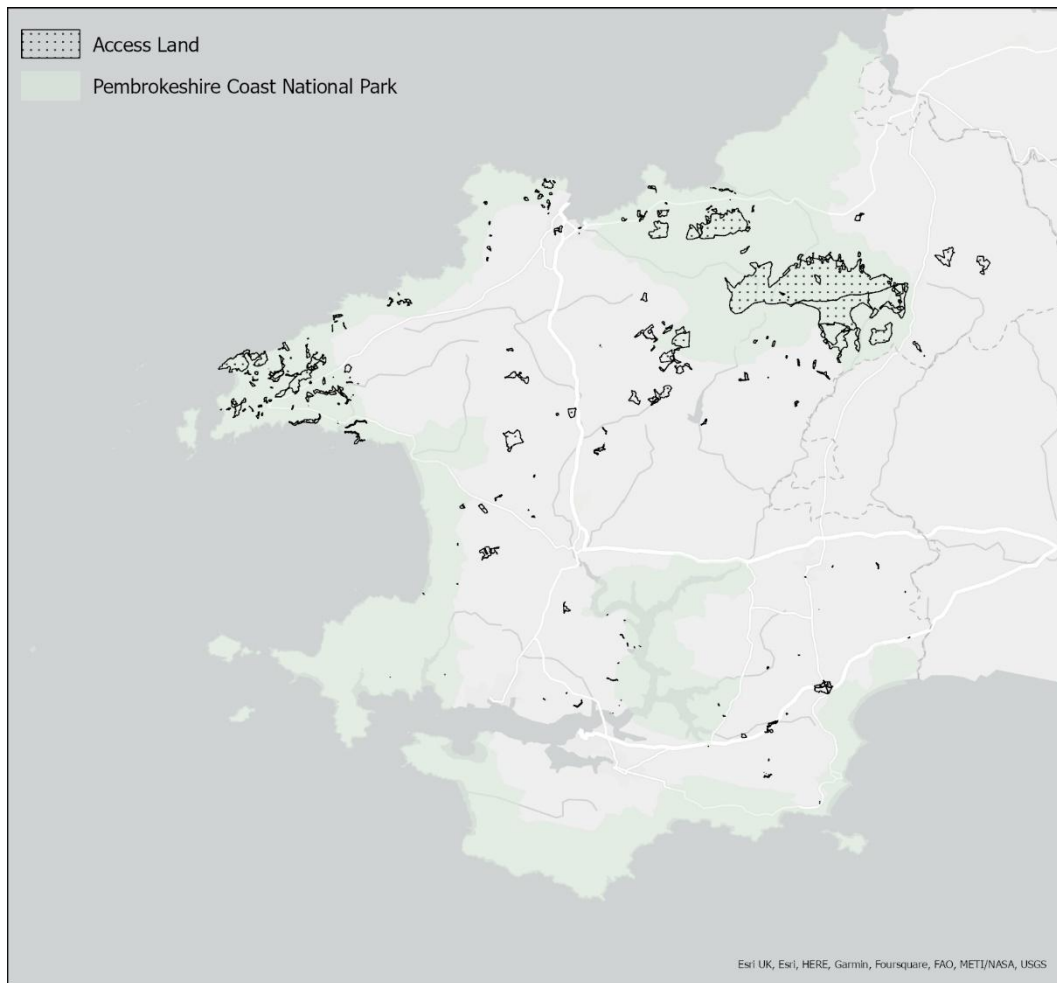 Access Land
Pembrokeshire Coast National Park
Esri UK, Esri, HERE, Garmin, Foursquare, FAO, METI/NASA, USGS